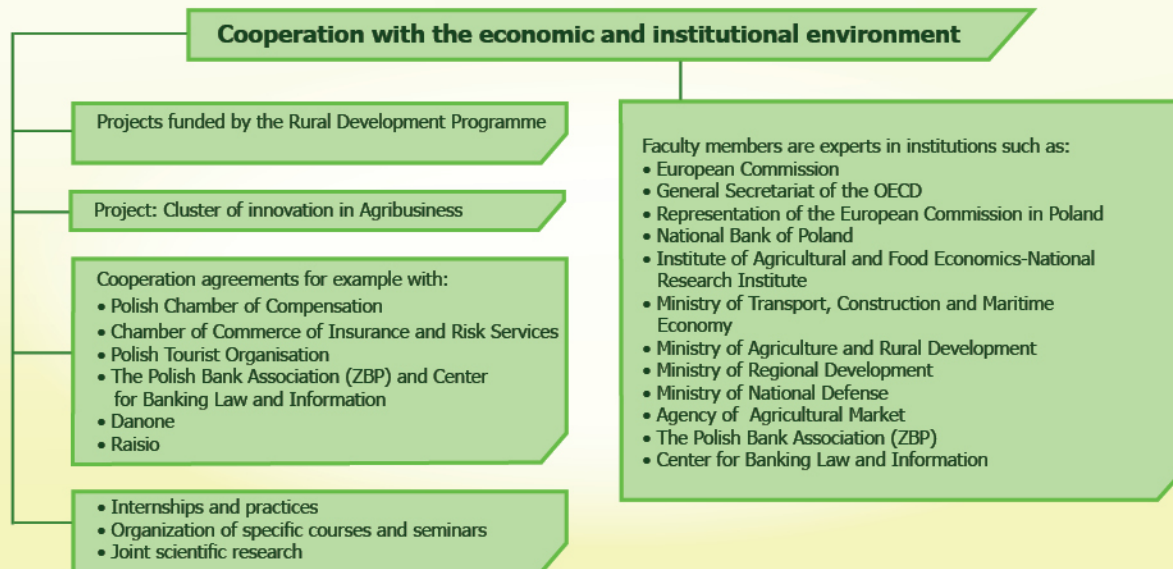 Cooperation with the economic and institutional environment
Projects funded by the Rural Development Programme
Project: Cluster of innovation in Agribusiness
Cooperation agreements for example with:
• Polish Chamber of Compensation
• Chamber of Commerce of Insurance and Risk Services
• Polish Tourist Organisation
• The Polish Bank Association (ZBP) and Center
for Banking Law and Information
• Danone
• Raisio
• Internships and practices
• Organization of specific courses and seminars
• Joint scientific research
Faculty members are experts in institutions such as:
• European Commission
• General Secretariat of the OECD
• Representation of the European Commission in Poland
• National Bank of Poland
• Institute of Agricultural and Food Economics-National
Research Institute
• Ministry of Transport, Construction and Maritime
Economy
• Ministry of Agriculture and Rural Development
• Ministry of Regional Development
• Ministry of National Defense
• Agency of Agricultural Market
• The Polish Bank Association (ZBP)
• Center for Banking Law and Information